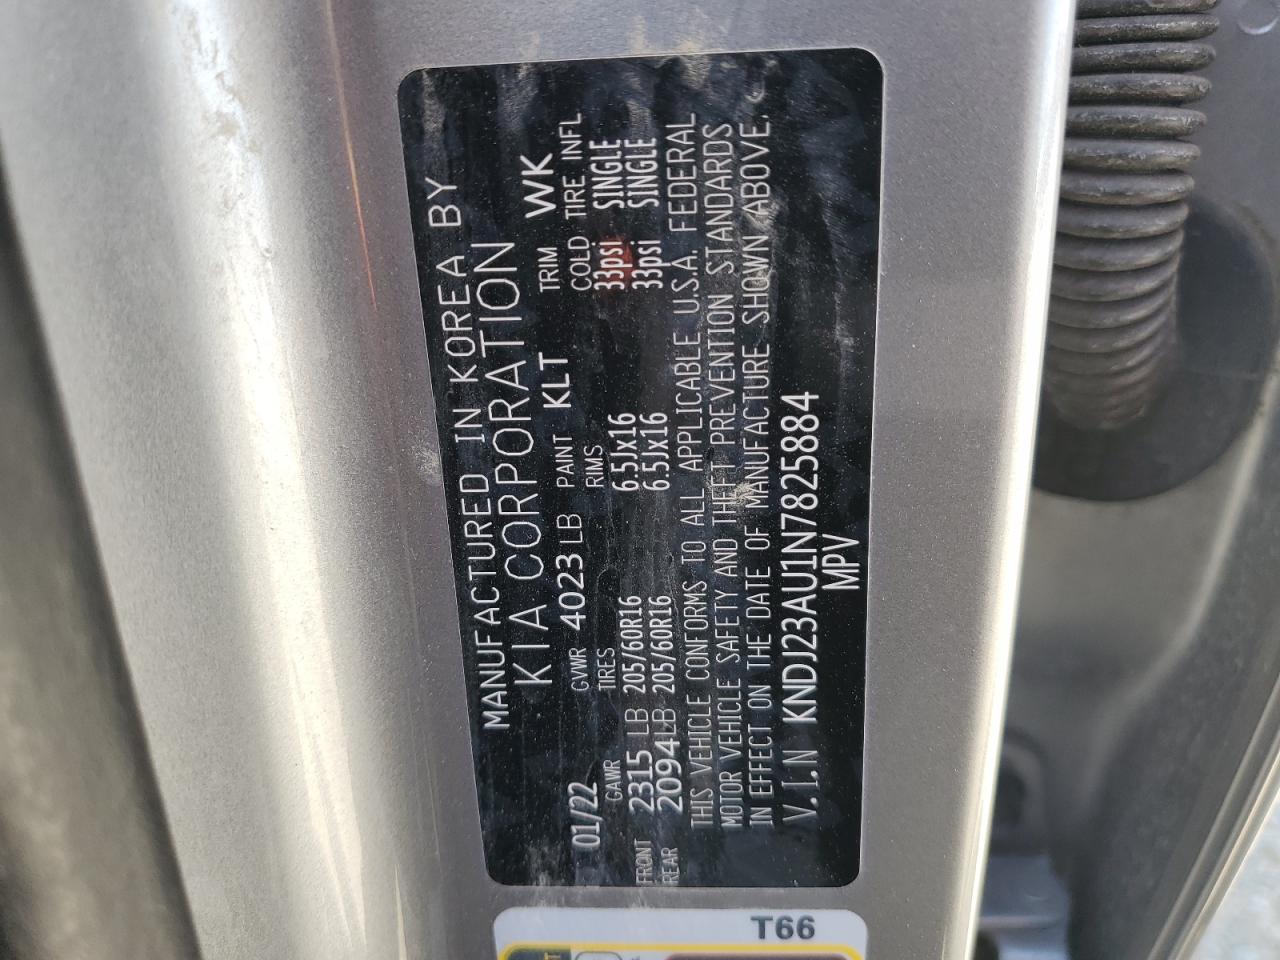 MANUFACTURED IN KOREA BY
KIA CORPORATION
01/22 GVWR 4023 LB PAINT KLT TRIM WK
GAWR TIRES RIMS COLD TIRE INFL
FRONT 2315 LB 205/60R16 6.5Jx16 33psi SINGLE
REAR 2094 LB 205/60R16 6.5Jx16 33psi SINGLE
THIS VEHICLE CONFORMS TO ALL APPLICABLE U.S.A. FEDERAL
MOTOR VEHICLE SAFETY AND THEFT PREVENTION STANDARDS
IN EFFECT ON THE DATE OF MANUFACTURE SHOWN ABOVE.
V.I.N KNDJ23AU1N7825884
MPV
T66